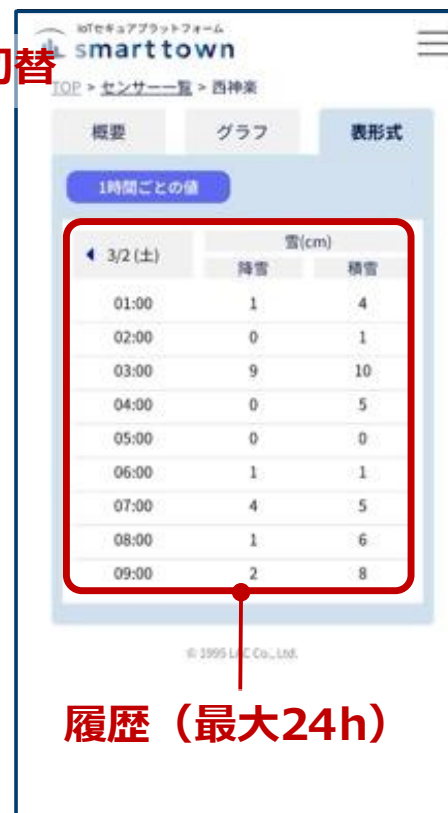 IoTセキュアプラットフォーム
smarttown
切替
TOP > センサー一覧 > 西神楽
概要 グラフ 表形式
1時間ごとの値
3/2 (土) 雪(cm)
降雪 積雪
01:00 1 4
02:00 0 1
03:00 9 10
04:00 0 5
05:00 0 0
06:00 1 1
07:00 4 5
08:00 1 6
09:00 2 8
© 1995 LAC Co., Ltd.
履歴（最大24h）